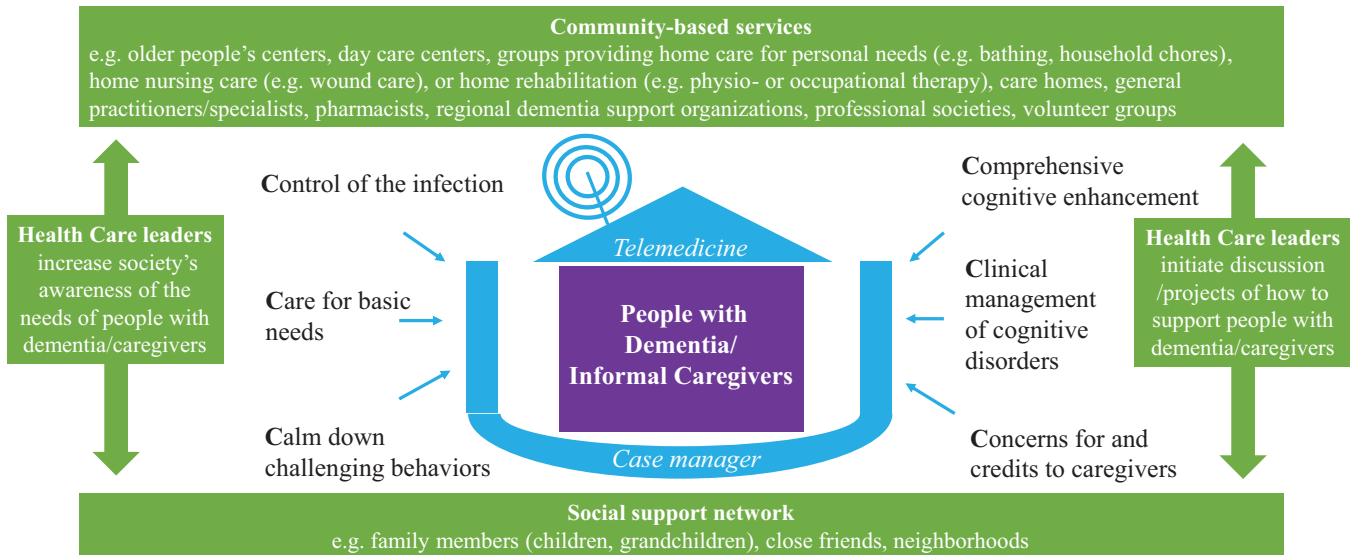 Community-based services
e.g. older people’s centers, day care centers, groups providing home care for personal needs (e.g. bathing, household chores),
home nursing care (e.g. wound care), or home rehabilitation (e.g. physio- or occupational therapy), care homes, general
practitioners/specialists, pharmacists, regional dementia support organizations, professional societies, volunteer groups
Health Care leaders
increase society’s
awareness of the
needs of people with
dementia/caregivers
Control of the infection
Care for basic
needs
Calm down
challenging behaviors
Telemedicine
People with
Dementia/
Informal Caregivers
Case manager
Comprehensive
cognitive enhancement
Clinical
management
of cognitive
disorders
Concerns for and
credits to caregivers
Health Care leaders
initiate discussion
/projects of how to
support people with
dementia/caregivers
Social support network
e.g. family members (children, grandchildren), close friends, neighborhoods